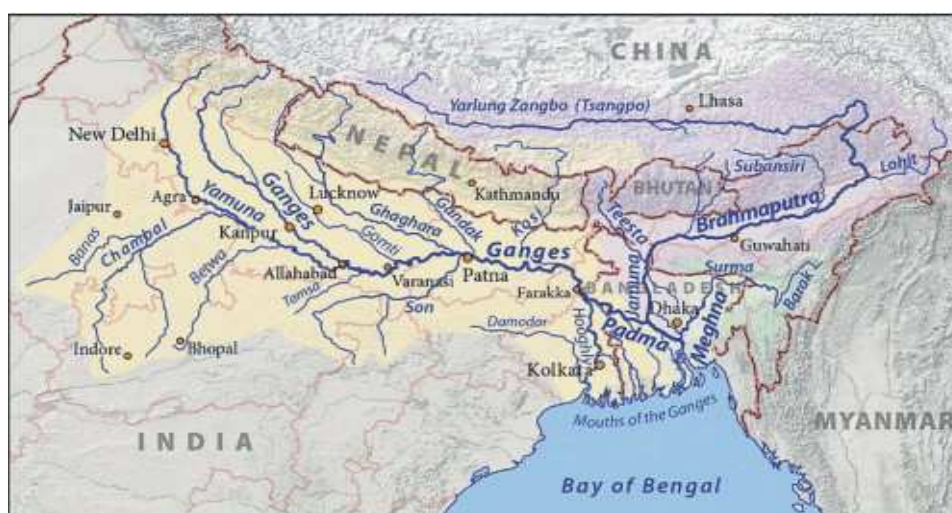 CHINA
Yarlung Zangbo (Tsangpo)
Lhasa
New Delhi
NEPAL
Subansiri
Lohit
Kathmandu
BHUTAN
Agra
Yamuna
Ganges
Lucknow
Ghaghara
Gandak
Kosi
Teesta
Brahmaputra
Jaipur
Banas
Chambal
Kanpur
Gomti
Guwahati
Betwa
Allahabad
Varanasi
Patna
Ganges
Jamuna
Surma
Barak
Tamsa
Son
Farakka
BANGLADESH
Dhaka
Meghna
Padma
Damodar
Hooghly
Indore
Bhopal
Kolkata
Mouths of the Ganges
INDIA
MYANMAR
Bay of Bengal